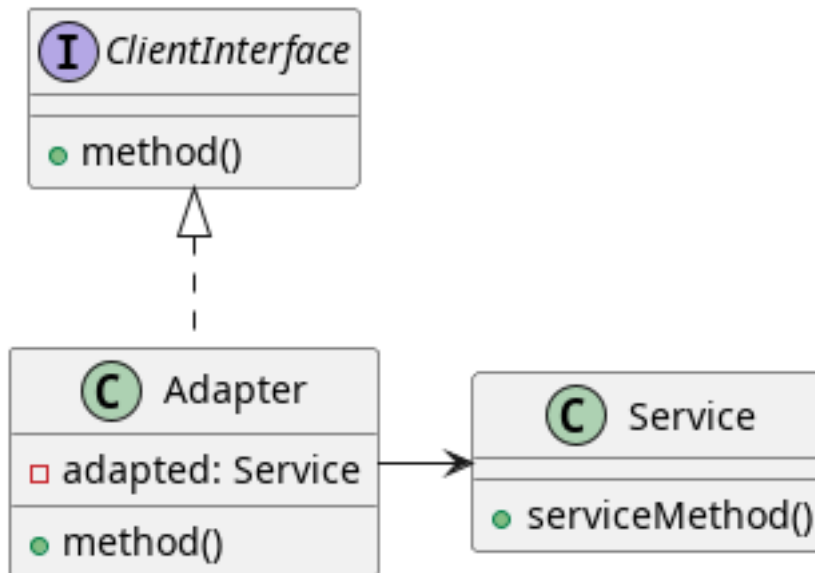 I ClientInterface
method()
C Adapter
adapted: Service
method()
C Service
serviceMethod()